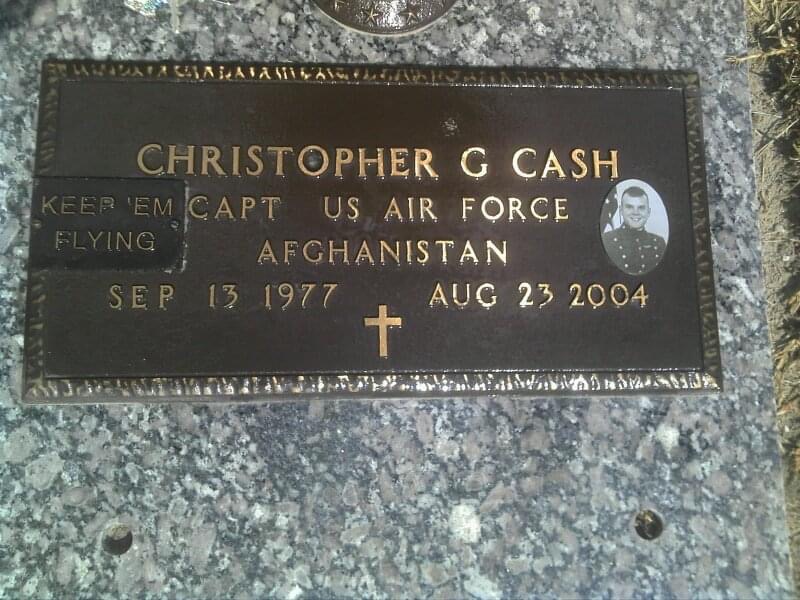 CHRISTOPHER G CASH
KEEP 'EM
FLYING
CAPT US AIR FORCE
AFGHANISTAN
SEP 13 1977 AUG 23 2004